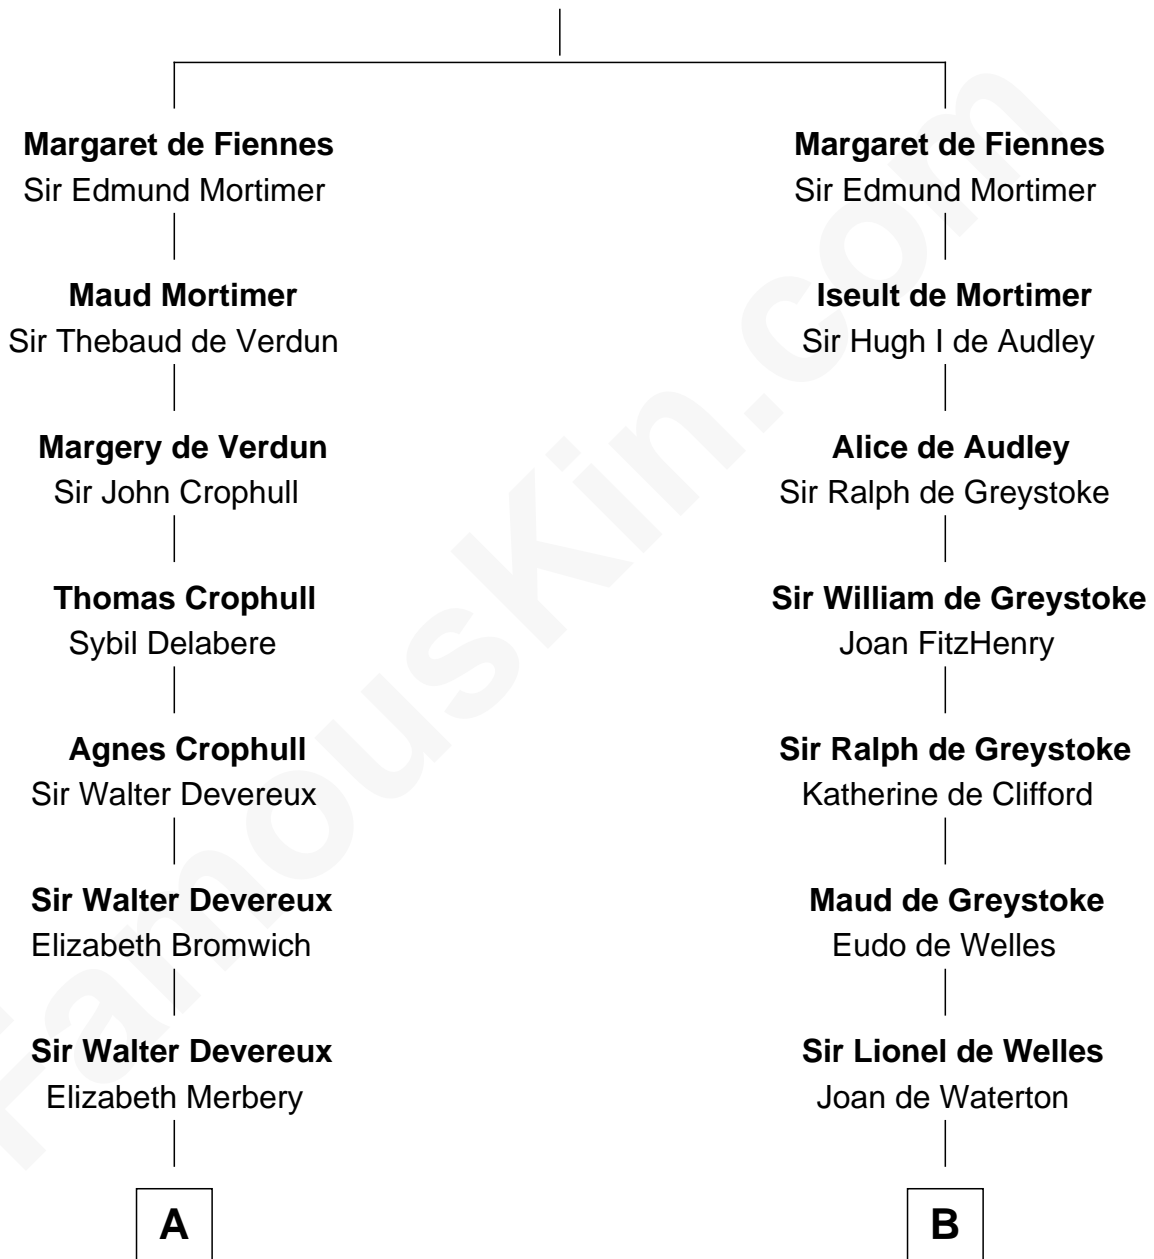 Margaret de Fiennes
Sir Edmund Mortimer
Maud Mortimer
Sir Thebaud de Verdun
Margery de Verdun
Sir John Crophull
Thomas Crophull
Sybil Delabere
Agnes Crophull
Sir Walter Devereux
Sir Walter Devereux
Elizabeth Bromwich
Sir Walter Devereux
Elizabeth Merbery
A
Margaret de Fiennes
Sir Edmund Mortimer
Iseult de Mortimer
Sir Hugh I de Audley
Alice de Audley
Sir Ralph de Greystoke
Sir William de Greystoke
Joan FitzHenry
Sir Ralph de Greystoke
Katherine de Clifford
Maud de Greystoke
Eudo de Welles
Sir Lionel de Welles
Joan de Waterton
B
FamousKin.com